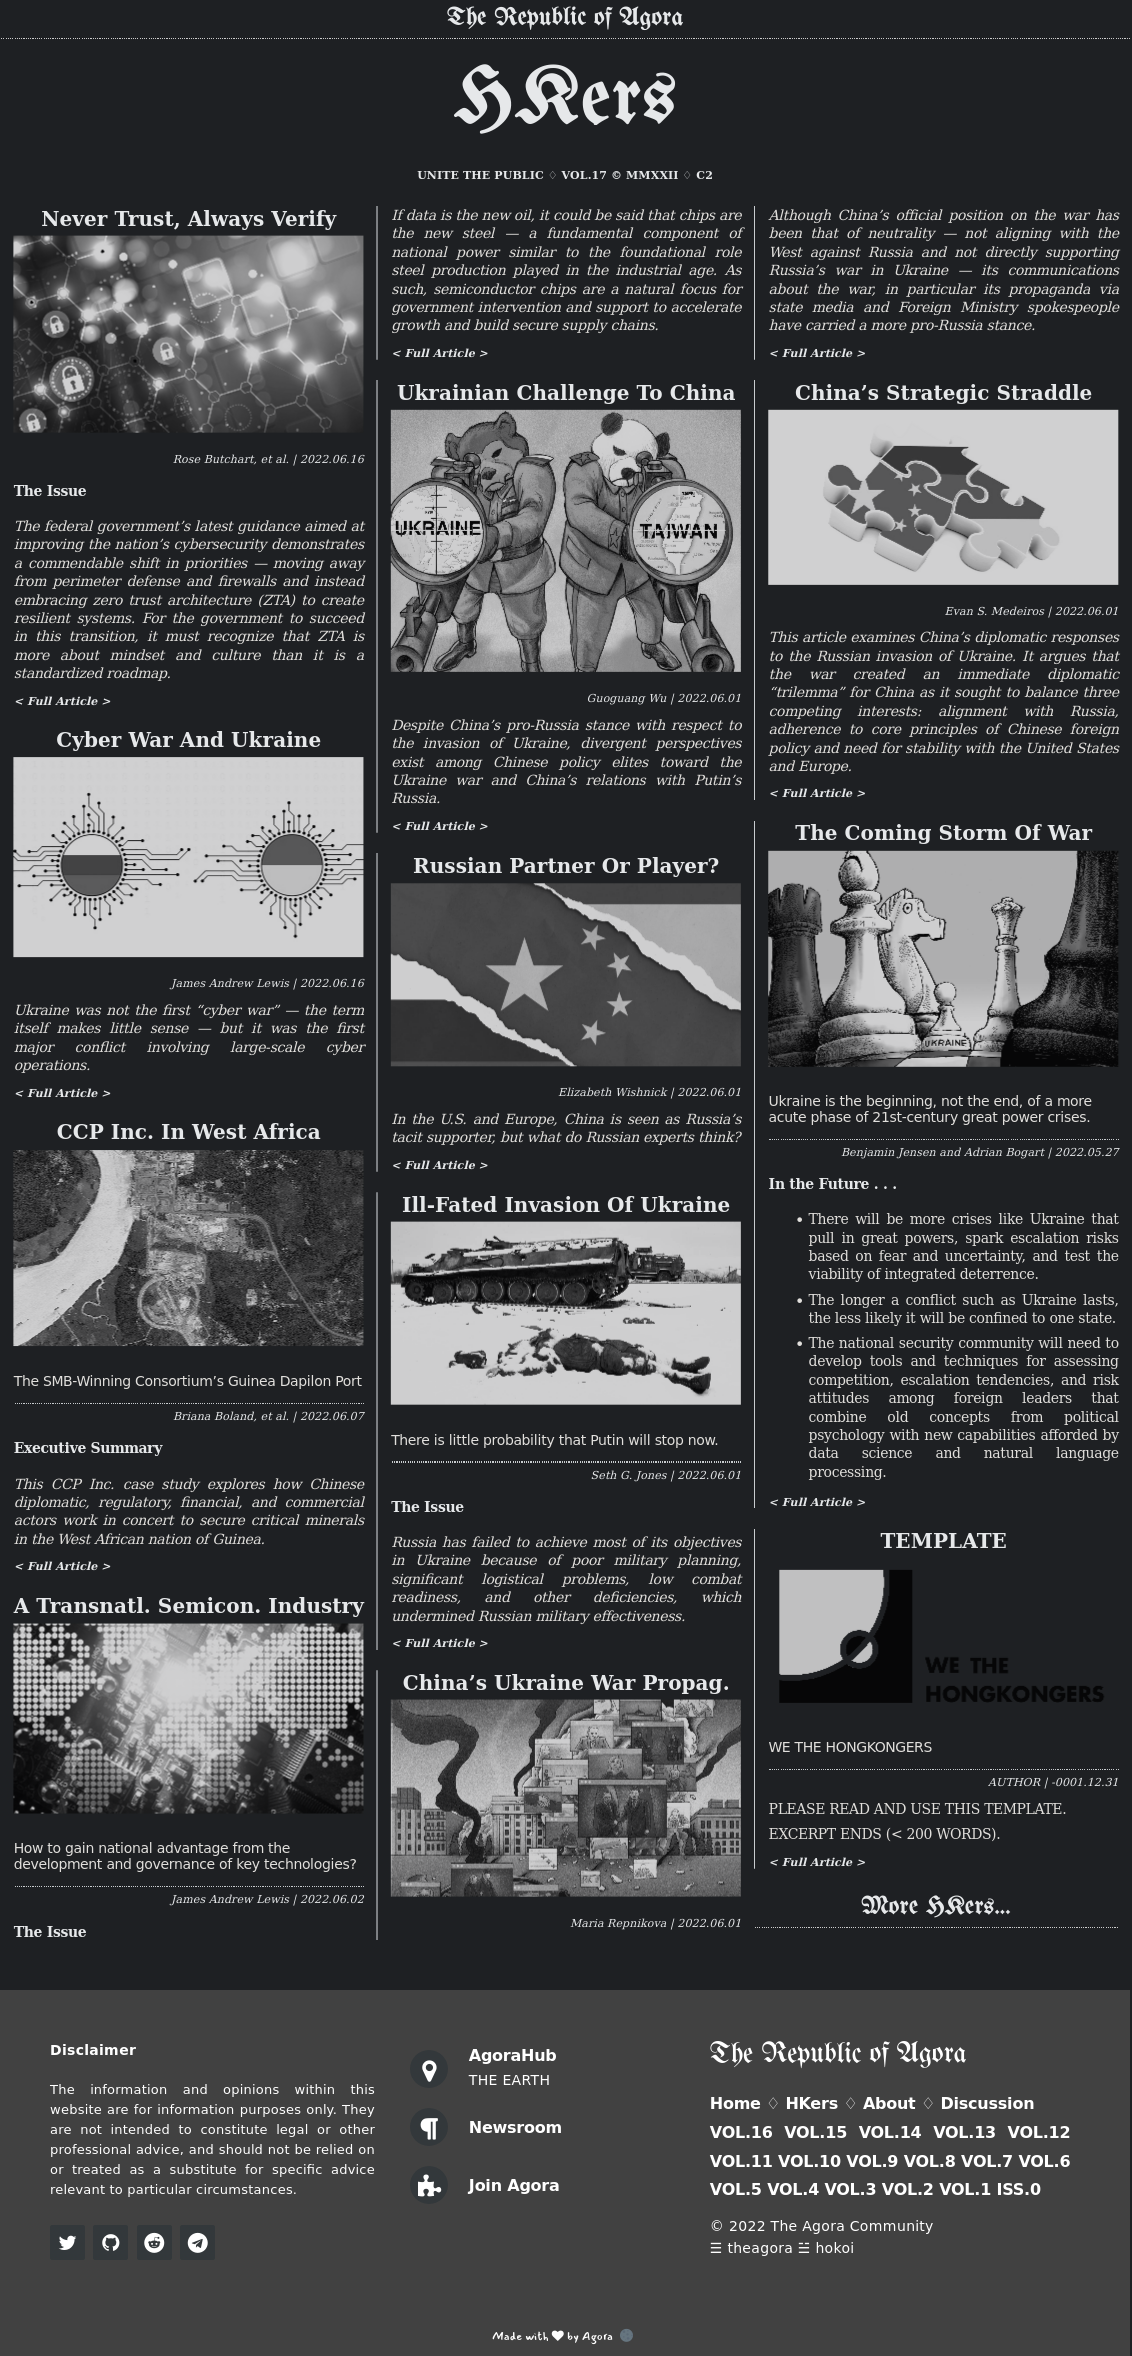 The Republic of Agora
HKers
UNITE THE PUBLIC ♢ VOL.17 © MMXXII ♢ C2
Never Trust, Always Verify
Rose Butchart, et al. | 2022.06.16
The Issue
The federal government’s latest guidance aimed at
improving the nation’s cybersecurity demonstrates
a commendable shift in priorities — moving away
from perimeter defense and firewalls and instead
embracing zero trust architecture (ZTA) to create
resilient systems. For the government to succeed
in this transition, it must recognize that ZTA is
more about mindset and culture than it is a
standardized roadmap.
< Full Article >
Cyber War And Ukraine
James Andrew Lewis | 2022.06.16
Ukraine was not the first “cyber war” — the term
itself makes little sense — but it was the first
major conflict involving large-scale cyber
operations.
< Full Article >
CCP Inc. In West Africa
The SMB-Winning Consortium’s Guinea Dapilon Port
Briana Boland, et al. | 2022.06.07
Executive Summary
This CCP Inc. case study explores how Chinese
diplomatic, regulatory, financial, and commercial
actors work in concert to secure critical minerals
in the West African nation of Guinea.
< Full Article >
A Transnatl. Semicon. Industry
How to gain national advantage from the
development and governance of key technologies?
James Andrew Lewis | 2022.06.02
The Issue
If data is the new oil, it could be said that chips are
the new steel — a fundamental component of
national power similar to the foundational role
steel production played in the industrial age. As
such, semiconductor chips are a natural focus for
government intervention and support to accelerate
growth and build secure supply chains.
< Full Article >
Ukrainian Challenge To China
UKRAINE
TAIWAN
Guoguang Wu | 2022.06.01
Despite China’s pro-Russia stance with respect to
the invasion of Ukraine, divergent perspectives
exist among Chinese policy elites toward the
Ukraine war and China’s relations with Putin’s
Russia.
< Full Article >
Russian Partner Or Player?
Elizabeth Wishnick | 2022.06.01
In the U.S. and Europe, China is seen as Russia’s
tacit supporter, but what do Russian experts think?
< Full Article >
Ill-Fated Invasion Of Ukraine
There is little probability that Putin will stop now.
Seth G. Jones | 2022.06.01
The Issue
Russia has failed to achieve most of its objectives
in Ukraine because of poor military planning,
significant logistical problems, low combat
readiness, and other deficiencies, which
undermined Russian military effectiveness.
< Full Article >
China’s Ukraine War Propag.
Maria Repnikova | 2022.06.01
Although China’s official position on the war has
been that of neutrality — not aligning with the
West against Russia and not directly supporting
Russia’s war in Ukraine — its communications
about the war, in particular its propaganda via
state media and Foreign Ministry spokespeople
have carried a more pro-Russia stance.
< Full Article >
China’s Strategic Straddle
Evan S. Medeiros | 2022.06.01
This article examines China’s diplomatic responses
to the Russian invasion of Ukraine. It argues that
the war created an immediate diplomatic
“trilemma” for China as it sought to balance three
competing interests: alignment with Russia,
adherence to core principles of Chinese foreign
policy and need for stability with the United States
and Europe.
< Full Article >
The Coming Storm Of War
UKRAINE
Ukraine is the beginning, not the end, of a more
acute phase of 21st-century great power crises.
Benjamin Jensen and Adrian Bogart | 2022.05.27
In the Future . . .
• There will be more crises like Ukraine that
pull in great powers, spark escalation risks
based on fear and uncertainty, and test the
viability of integrated deterrence.
• The longer a conflict such as Ukraine lasts,
the less likely it will be confined to one state.
• The national security community will need to
develop tools and techniques for assessing
competition, escalation tendencies, and risk
attitudes among foreign leaders that
combine old concepts from political
psychology with new capabilities afforded by
data science and natural language
processing.
< Full Article >
TEMPLATE
WE THE
HONGKONGERS
WE THE HONGKONGERS
AUTHOR | -0001.12.31
PLEASE READ AND USE THIS TEMPLATE.
EXCERPT ENDS (< 200 WORDS).
< Full Article >
More HKers...
Disclaimer
The information and opinions within this
website are for information purposes only. They
are not intended to constitute legal or other
professional advice, and should not be relied on
or treated as a substitute for specific advice
relevant to particular circumstances.
AgoraHub
THE EARTH
Newsroom
Join Agora
The Republic of Agora
Home ♢ HKers ♢ About ♢ Discussion
VOL.16 VOL.15 VOL.14 VOL.13 VOL.12
VOL.11 VOL.10 VOL.9 VOL.8 VOL.7 VOL.6
VOL.5 VOL.4 VOL.3 VOL.2 VOL.1 ISS.0
© 2022 The Agora Community
☰ theagora ☱ hokoi
Made with ♥ by Agora